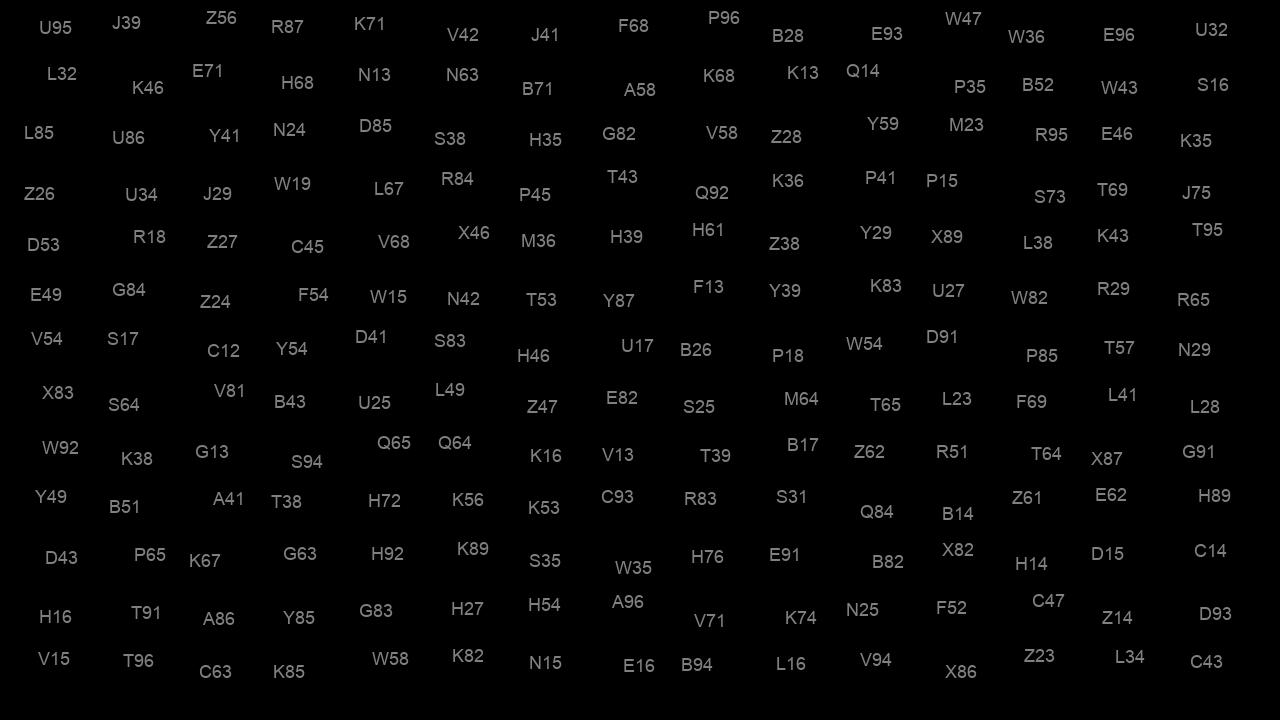 U95 J39 Z56 R87 K71 V42 J41 F68 P96 B28 E93 W47 W36 E96 U32
L32 K46 E71 H68 N13 N63 B71 A58 K68 K13 Q14 P35 B52 W43 S16
L85 U86 Y41 N24 D85 S38 H35 G82 V58 Z28 Y59 M23 R95 E46 K35
Z26 U34 J29 W19 L67 R84 P45 T43 Q92 K36 P41 P15 S73 T69 J75
D53 R18 Z27 C45 V68 X46 M36 H39 H61 Z38 Y29 X89 L38 K43 T95
E49 G84 Z24 F54 W15 N42 T53 Y87 F13 Y39 K83 U27 W82 R29 R65
V54 S17 C12 Y54 D41 S83 H46 U17 B26 P18 W54 D91 P85 T57 N29
X83 S64 V81 B43 U25 L49 Z47 E82 S25 M64 T65 L23 F69 L41 L28
W92 K38 G13 S94 Q65 Q64 K16 V13 T39 B17 Z62 R51 T64 X87 G91
Y49 B51 A41 T38 H72 K56 K53 C93 R83 S31 Q84 B14 Z61 E62 H89
D43 P65 K67 G63 H92 K89 S35 W35 H76 E91 B82 X82 H14 D15 C14
H16 T91 A86 Y85 G83 H27 H54 A96 V71 K74 N25 F52 C47 Z14 D93
V15 T96 C63 K85 W58 K82 N15 E16 B94 L16 V94 X86 Z23 L34 C43